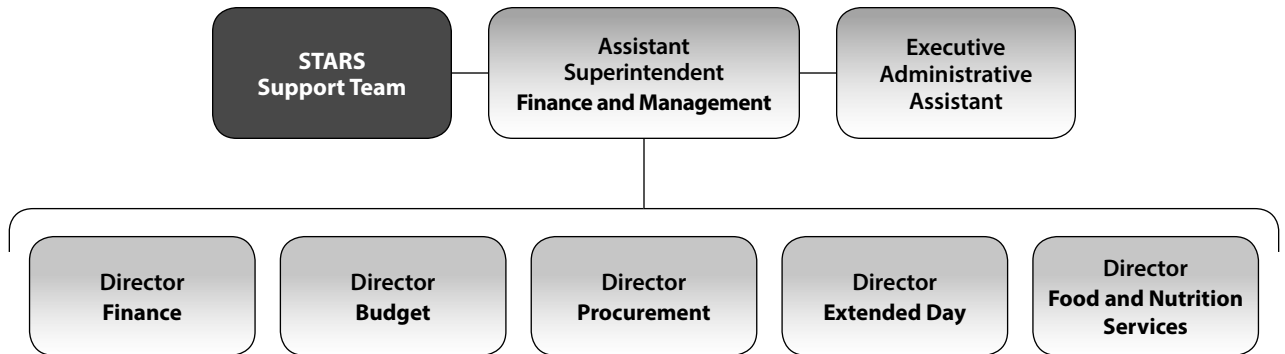 STARS
Support Team
Assistant
Superintendent
Finance and Management
Executive
Administrative
Assistant
Director
Finance
Director
Budget
Director
Procurement
Director
Extended Day
Director
Food and Nutrition
Services